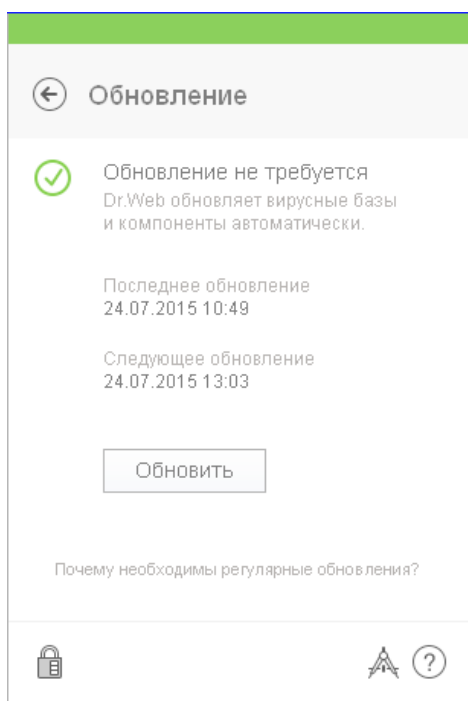 Обновление
Обновление не требуется
Dr.Web обновляет вирусные базы
и компоненты автоматически.
Последнее обновление
24.07.2015 10:49
Следующее обновление
24.07.2015 13:03
Обновить
Почему необходимы регулярные обновления?
?